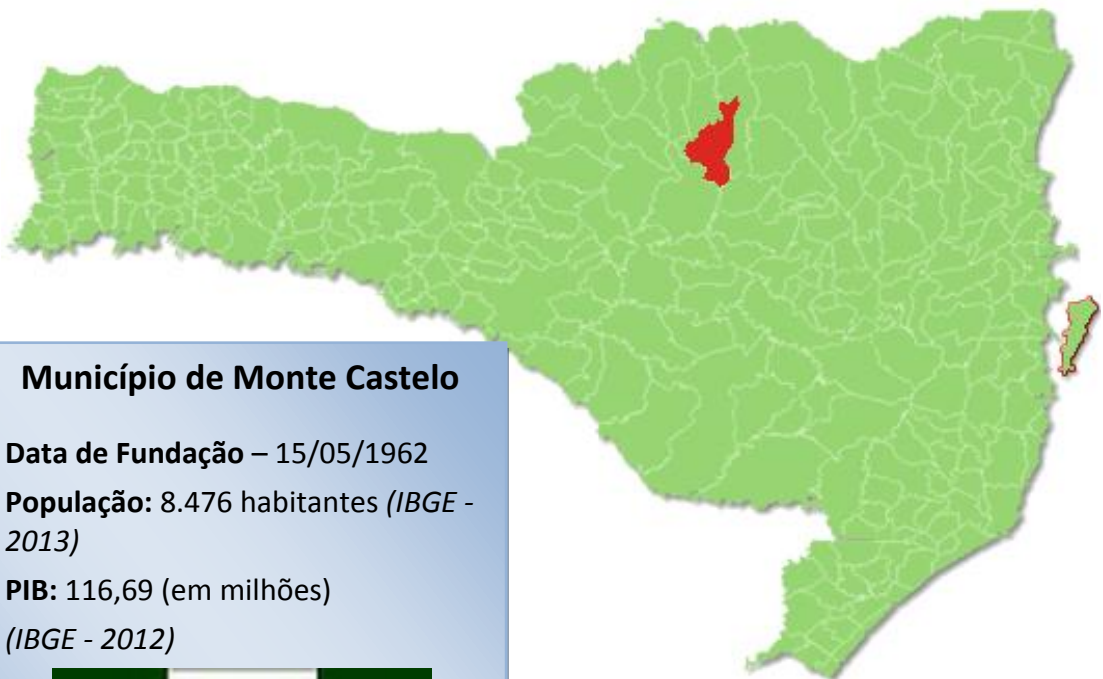 Município de Monte Castelo
Data de Fundação – 15/05/1962
População: 8.476 habitantes (IBGE -
2013)
PIB: 116,69 (em milhões)
(IBGE - 2012)